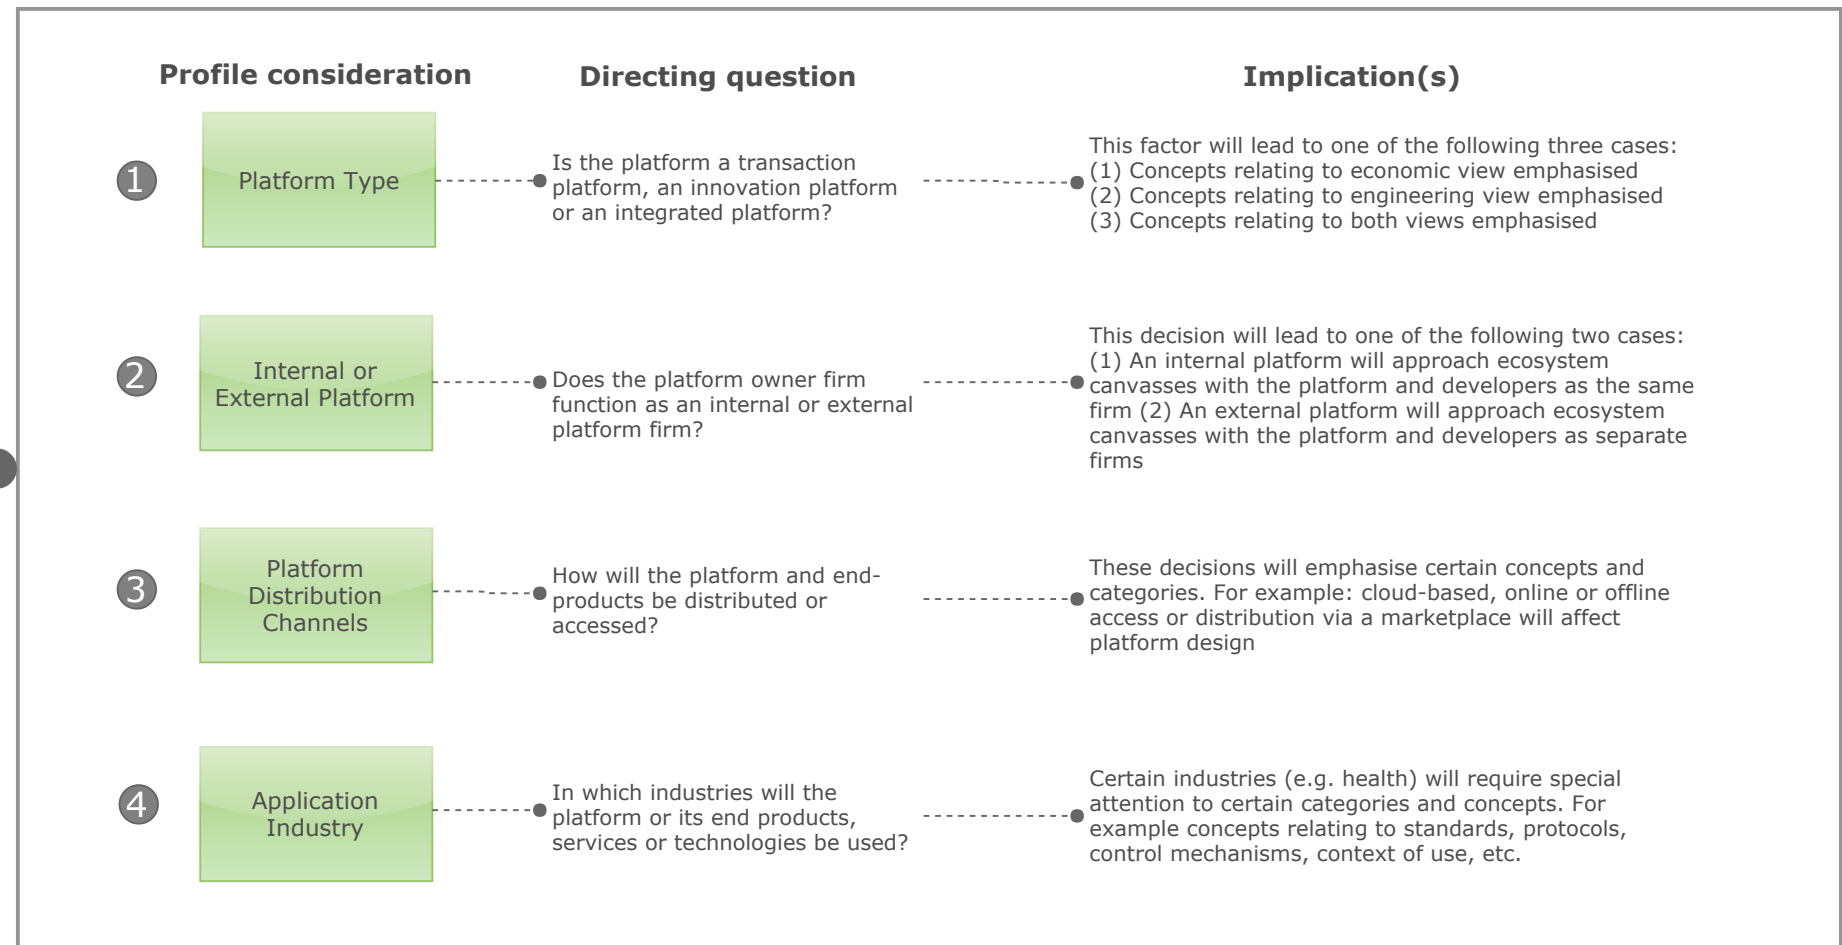 Profile consideration
Directing question
Implication(s)
1
Platform Type
Is the platform a transaction
platform, an innovation platform
or an integrated platform?
This factor will lead to one of the following three cases:
(1) Concepts relating to economic view emphasised
(2) Concepts relating to engineering view emphasised
(3) Concepts relating to both views emphasised
2
Internal or
External Platform
Does the platform owner firm
function as an internal or external
platform firm?
This decision will lead to one of the following two cases:
(1) An internal platform will approach ecosystem
canvasses with the platform and developers as the same
firm (2) An external platform will approach ecosystem
canvasses with the platform and developers as separate
firms
3
Platform
Distribution
Channels
How will the platform and end-
products be distributed or
accessed?
These decisions will emphasise certain concepts and
categories. For example: cloud-based, online or offline
access or distribution via a marketplace will affect
platform design
4
Application
Industry
In which industries will the
platform or its end products,
services or technologies be used?
Certain industries (e.g. health) will require special
attention to certain categories and concepts. For
example concepts relating to standards, protocols,
control mechanisms, context of use, etc.